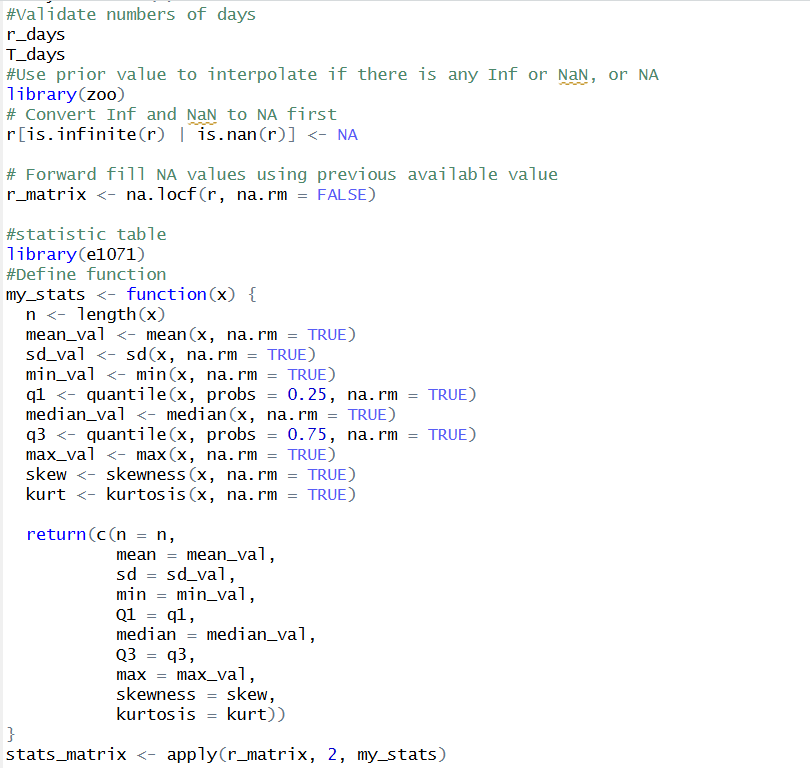 #Validate numbers of days
r_days
T_days
#Use prior value to interpolate if there is any Inf or NaN, or NA
library(zoo)
# Convert Inf and NaN to NA first
r[is.infinite(r) | is.nan(r)] <- NA
# Forward fill NA values using previous available value
r_matrix <- na.locf(r, na.rm = FALSE)
#statistic table
library(e1071)
#Define function
my_stats <- function(x) {
  n <- length(x)
  mean_val <- mean(x, na.rm = TRUE)
  sd_val <- sd(x, na.rm = TRUE)
  min_val <- min(x, na.rm = TRUE)
  q1 <- quantile(x, probs = 0.25, na.rm = TRUE)
  median_val <- median(x, na.rm = TRUE)
  q3 <- quantile(x, probs = 0.75, na.rm = TRUE)
  max_val <- max(x, na.rm = TRUE)
  skew <- skewness(x, na.rm = TRUE)
  kurt <- kurtosis(x, na.rm = TRUE)
  return(c(n = n,
           mean = mean_val,
           sd = sd_val,
           min = min_val,
           Q1 = q1,
           median = median_val,
           Q3 = q3,
           max = max_val,
           skewness = skew,
           kurtosis = kurt))
}
stats_matrix <- apply(r_matrix, 2, my_stats)